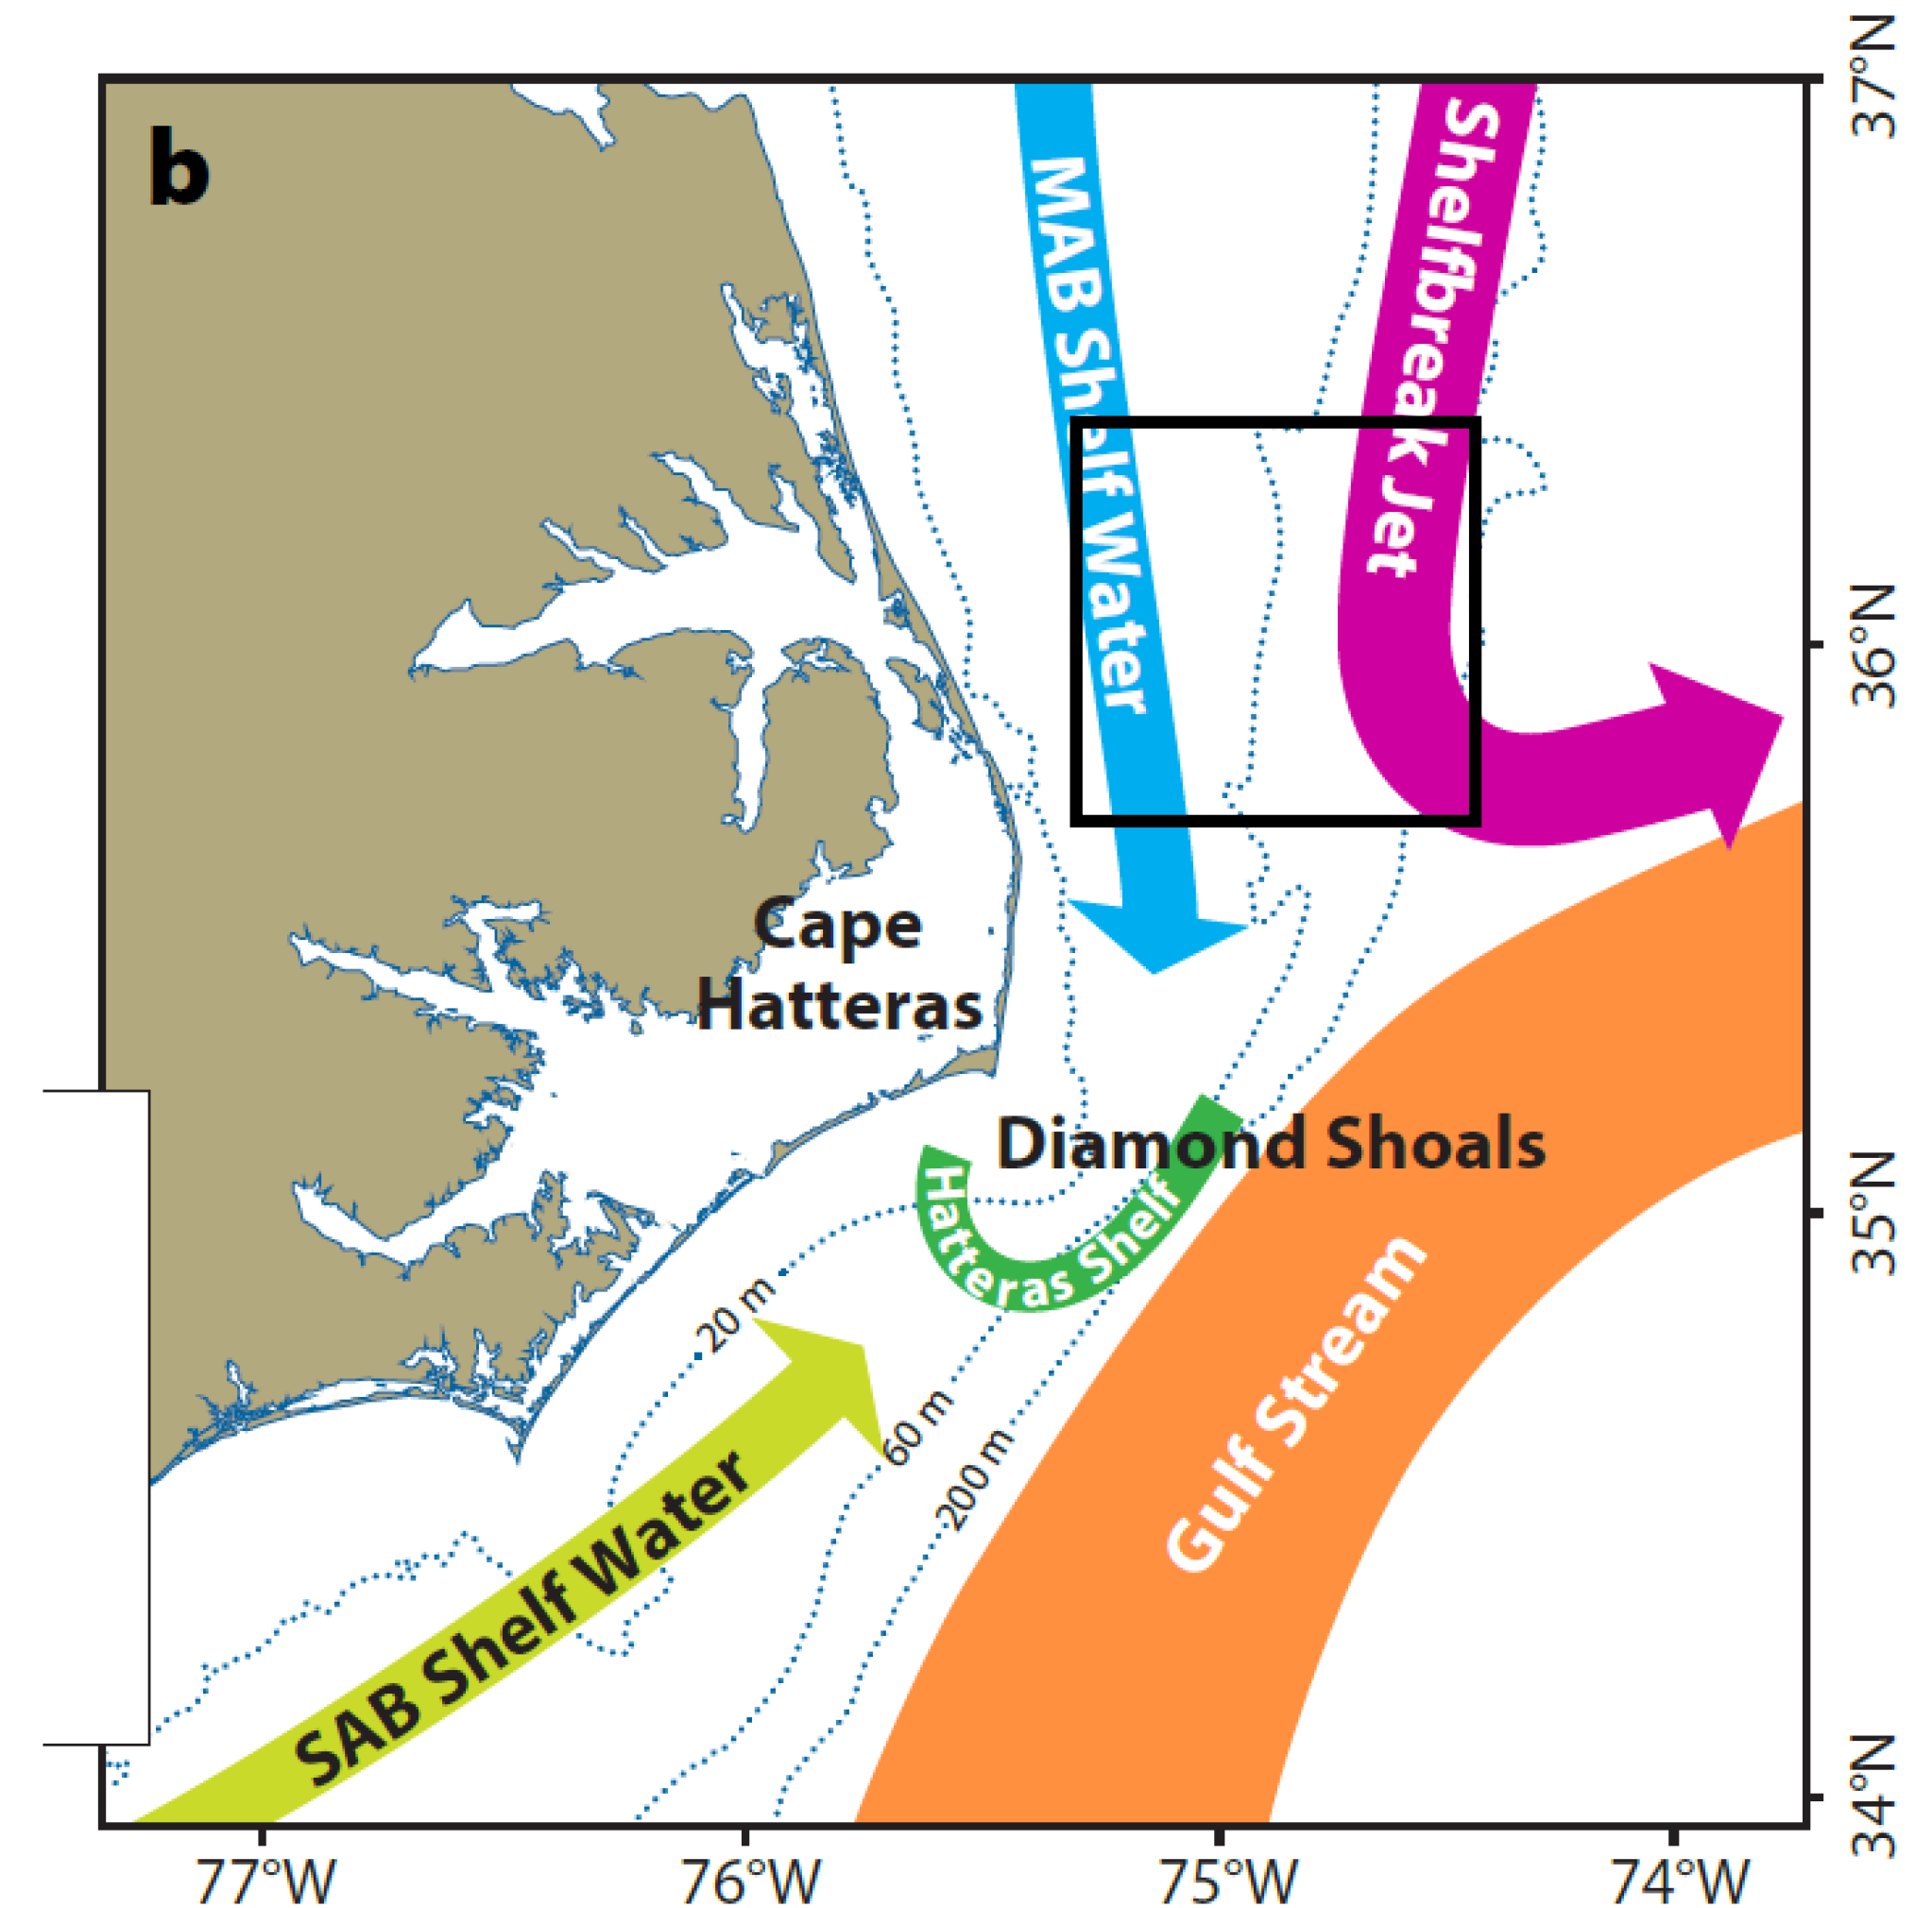 b
MAB Shelf Water
Shelfbreak Jet
37°N
36°N
Cape
Hatteras
Diamond Shoals
Hatteras Shelf
35°N
20 m
60 m
200 m
Gulf Stream
SAB Shelf Water
34°N
77°W
76°W
75°W
74°W